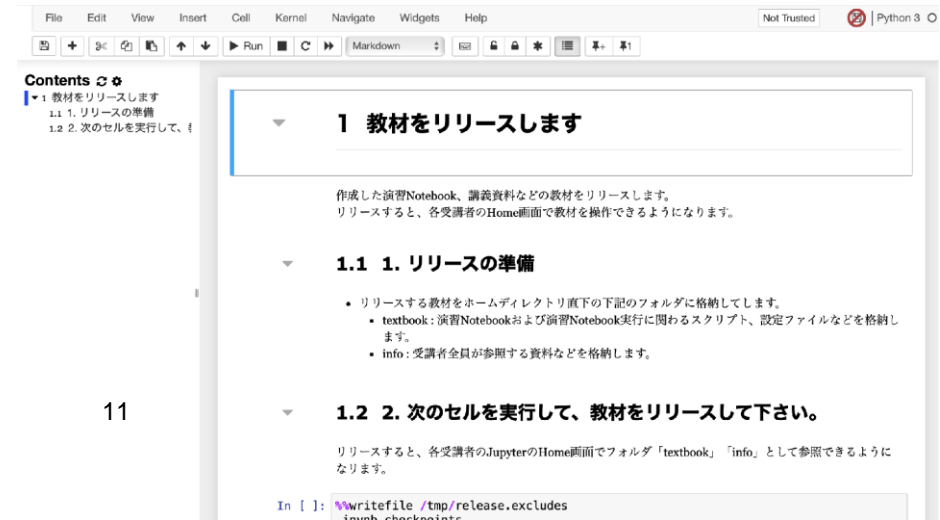 File Edit View Insert Cell Kernel Navigate Widgets Help Not Trusted Python 3
Run Markdown
Contents
1 教材をリリースします
1.1 1. リリースの準備
1.2 2. 次のセルを実行して、
1 教材をリリースします
作成した演習Notebook、講義資料などの教材をリリースします。
リリースすると、各受講者のHome画面で教材を操作できるようになります。
1.1 1. リリースの準備
リリースする教材をホームディレクトリ直下の下記のフォルダに格納してします。
textbook : 演習Notebookおよび演習Notebook実行に関わるスクリプト、設定ファイルなどを格納し
ます。
info : 受講者全員が参照する資料などを格納します。
11
1.2 2. 次のセルを実行して、教材をリリースして下さい。
リリースすると、各受講者のJupyterのHome画面でフォルダ「textbook」「info」として参照できるように
なります。
In [ ]: %%writefile /tmp/release.excludes